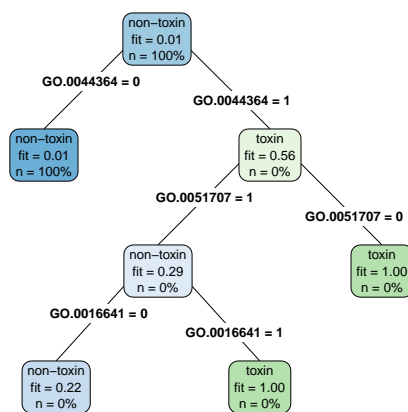 non−toxin
fit = 0.01
n = 100%
GO.0044364 = 0
GO.0044364 = 1
non−toxin
fit = 0.01
n = 100%
toxin
fit = 0.56
n = 0%
GO.0051707 = 1
GO.0051707 = 0
non−toxin
fit = 0.29
n = 0%
toxin
fit = 1.00
n = 0%
GO.0016641 = 0
GO.0016641 = 1
non−toxin
fit = 0.22
n = 0%
toxin
fit = 1.00
n = 0%